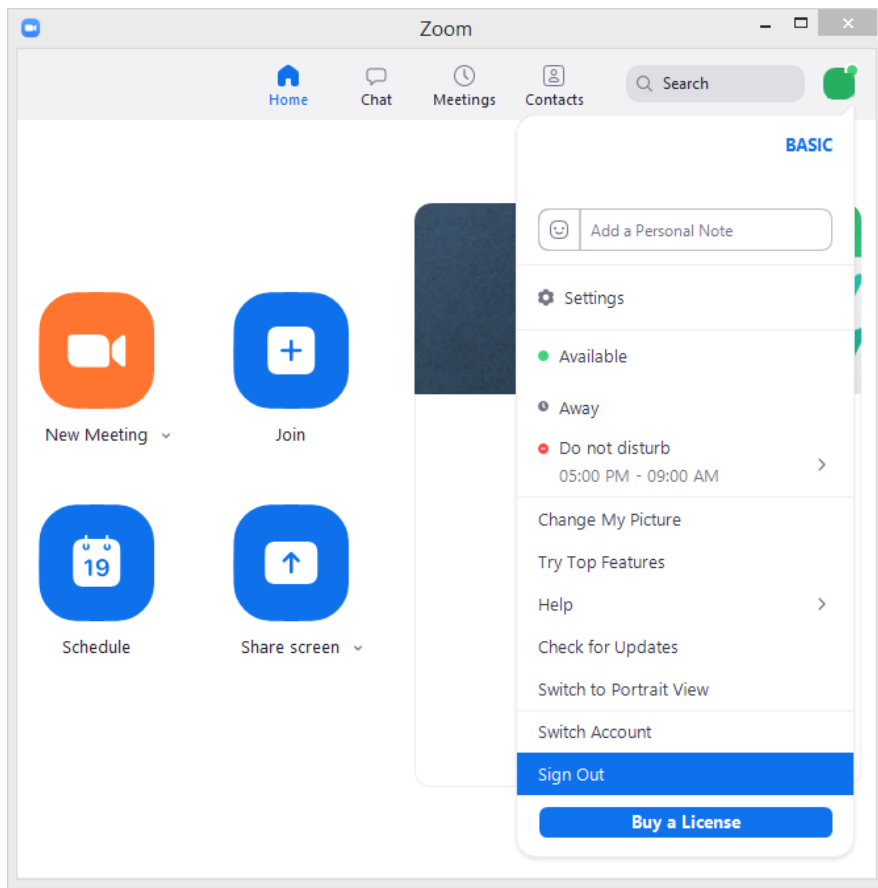 Zoom
Home
Chat
Meetings
Contacts
Search
BASIC
Add a Personal Note
Settings
Available
Away
Do not disturb
05:00 PM - 09:00 AM
Change My Picture
Try Top Features
Help
Check for Updates
Switch to Portrait View
Switch Account
Sign Out
Buy a License
New Meeting
Join
19
Schedule
Share screen